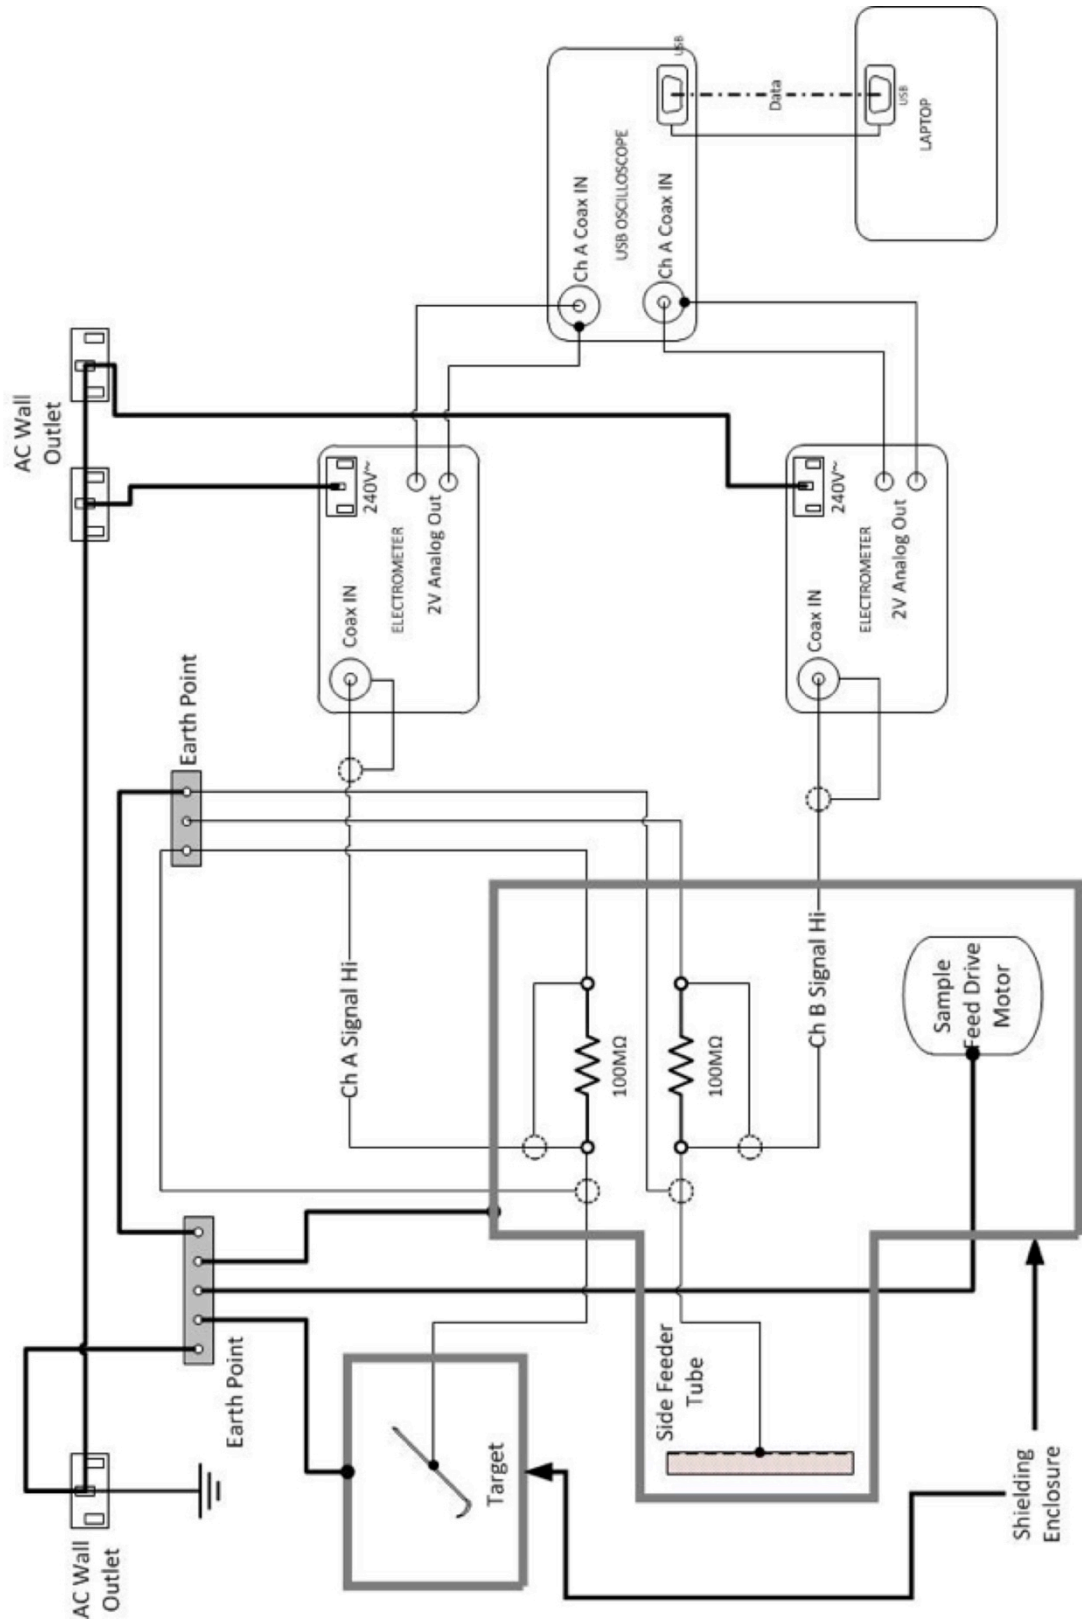 AC Wall
Outlet
AC Wall
Outlet
Earth Point
Earth Point
240V~
ELECTROMETER
2V Analog Out
Coax IN
240V~
ELECTROMETER
2V Analog Out
Coax IN
Ch A Coax IN
USB OSCILLOSCOPE
Ch A Coax IN
USB
Data
USB
LAPTOP
Ch A Signal Hi
100MΩ
100MΩ
Ch B Signal Hi
Sample
Feed Drive
Motor
Target
Side Feeder
Tube
Shielding
Enclosure